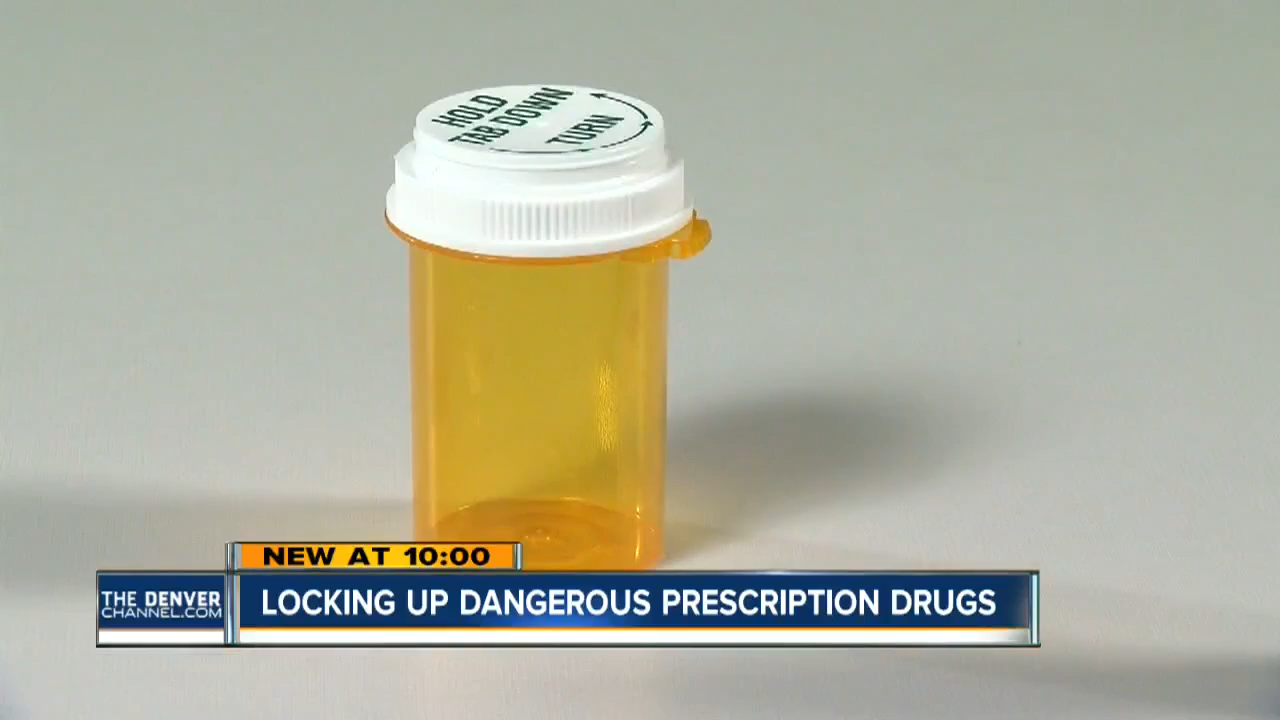 HOLD
TAB DOWN
TURN
NEW AT 10:00
THE DENVER
CHANNEL.COM
LOCKING UP DANGEROUS PRESCRIPTION DRUGS